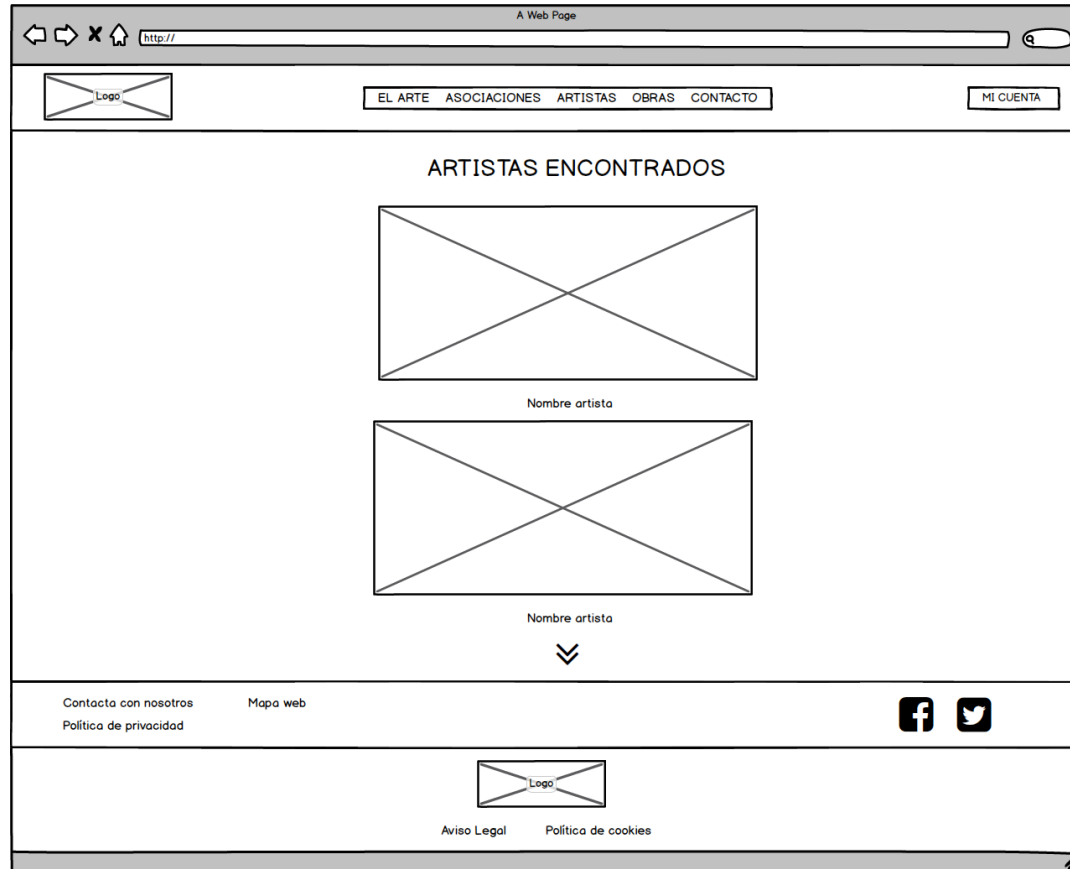 A Web Page
http://
Logo
EL ARTE ASOCIACIONES ARTISTAS OBRAS CONTACTO
MI CUENTA
ARTISTAS ENCONTRADOS
Nombre artista
Nombre artista
Contacta con nosotros Mapa web
Política de privacidad
Logo
Aviso Legal Política de cookies